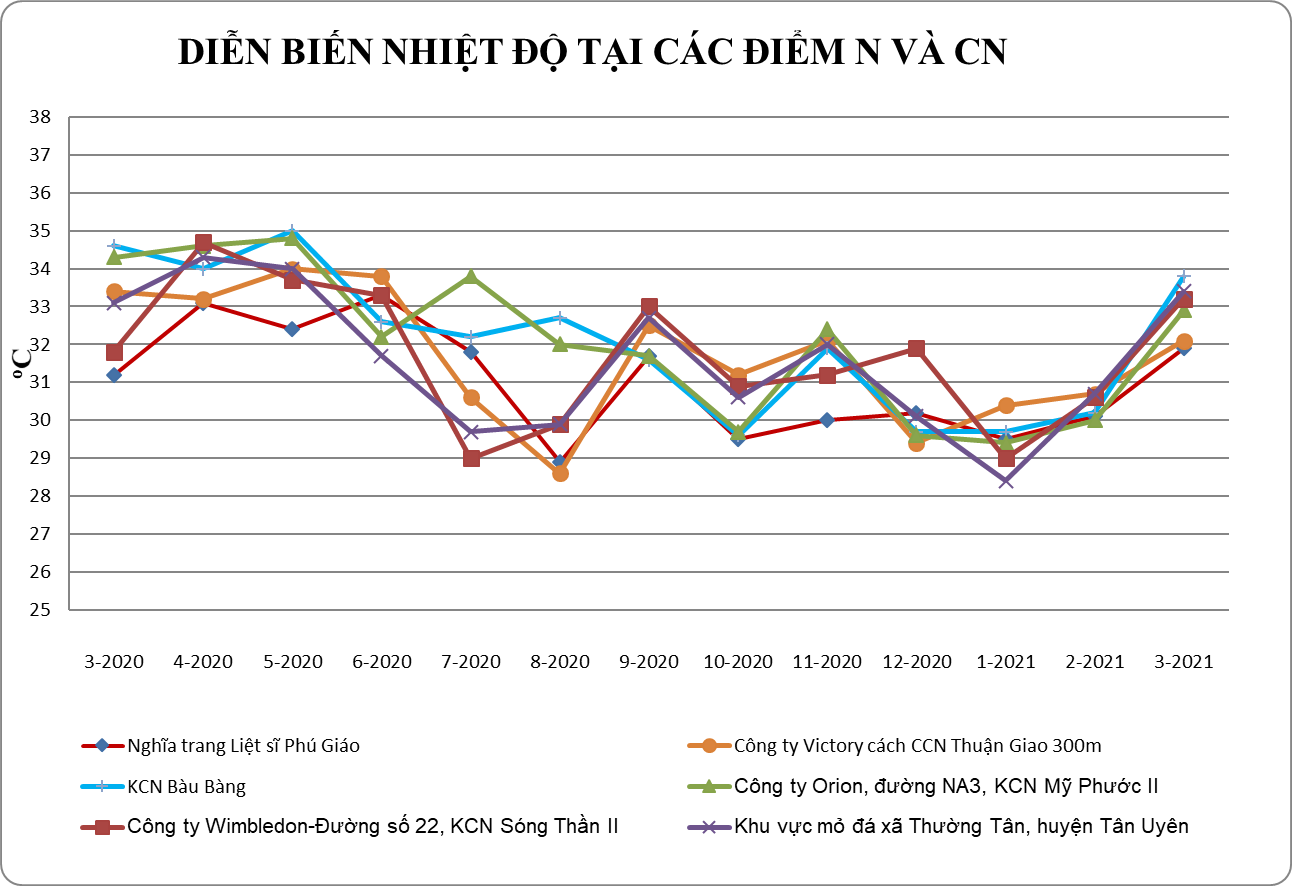 DIỄN BIẾN NHIỆT ĐỘ TẠI CÁC ĐIỂM N VÀ CN
38
37
36
35
34
33
32
31
30
29
28
27
26
25
ºC
3-2020 4-2020 5-2020 6-2020 7-2020 8-2020 9-2020 10-2020 11-2020 12-2020 1-2021 2-2021 3-2021
Nghĩa trang Liệt sĩ Phú Giáo
Công ty Victory cách CCN Thuận Giao 300m
KCN Bàu Bàng
Công ty Orion, đường NA3, KCN Mỹ Phước II
Công ty Wimbledon-Đường số 22, KCN Sóng Thần II
Khu vực mỏ đá xã Thường Tân, huyện Tân Uyên